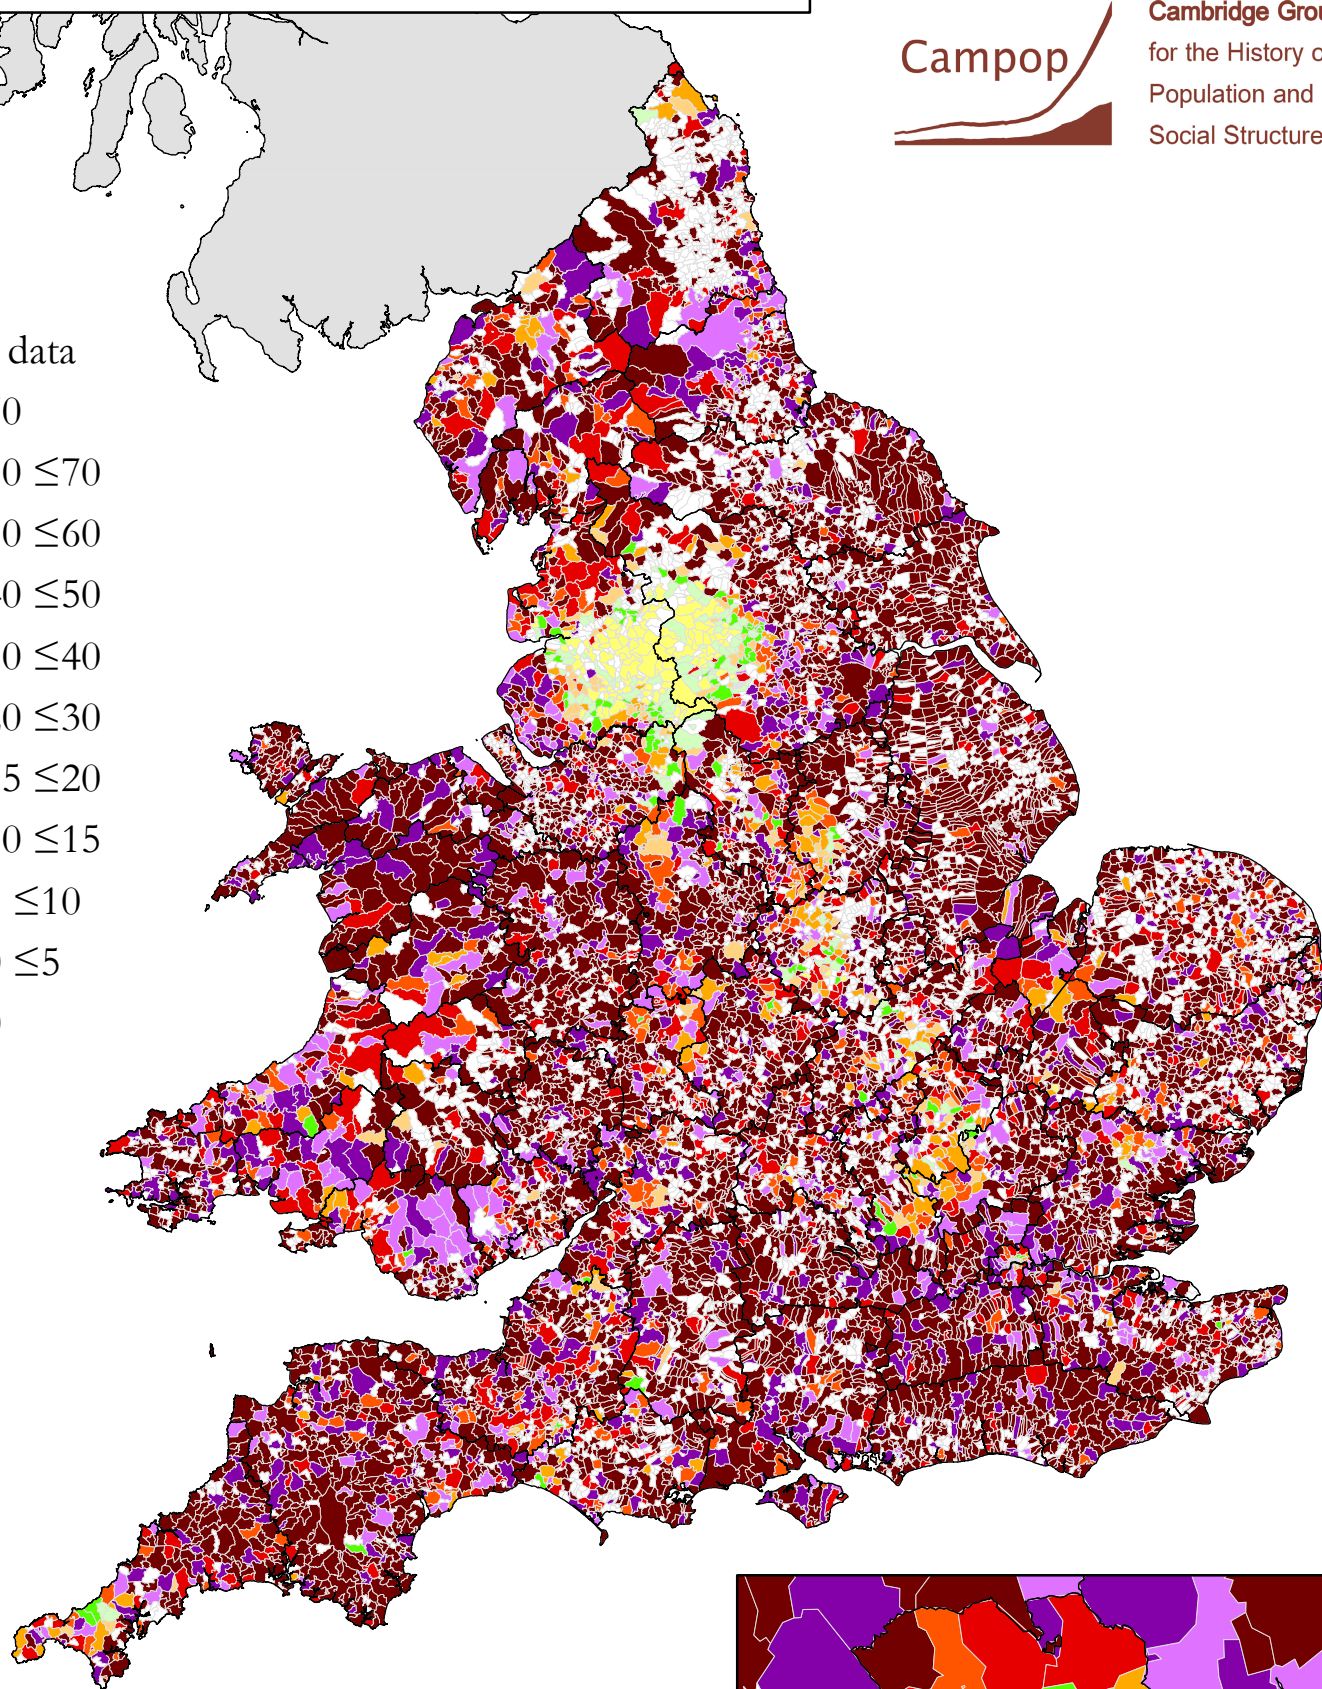 Campop
Cambridge Grou
for the History o
Population and
Social Structure
data
0
0 ≤70
0 ≤60
0 ≤50
0 ≤40
0 ≤30
5 ≤20
0 ≤15
≤10
≤5